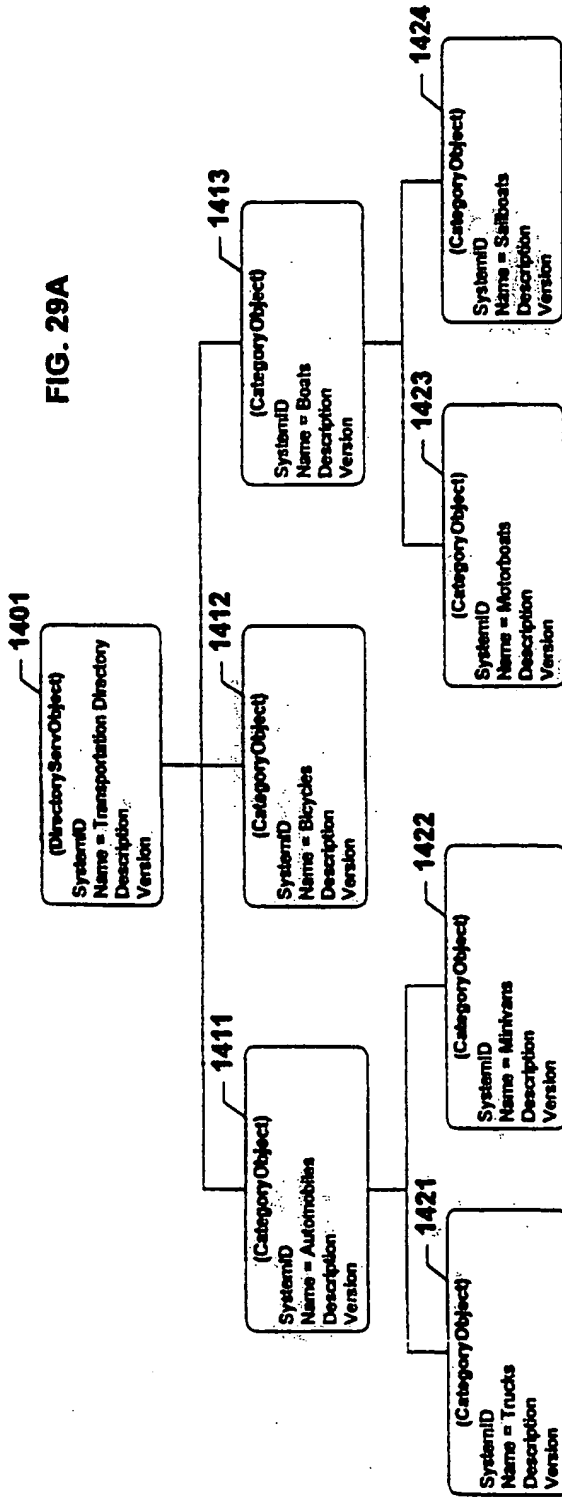 FIG. 29A
1401
(DirectoryServObject)
SystemID
Name = Transportation Directory
Description
Version
1411
(CategoryObject)
SystemID
Name = Automobiles
Description
Version
1412
(CategoryObject)
SystemID
Name = Bicycles
Description
Version
1413
(CategoryObject)
SystemID
Name = Boats
Description
Version
1421
(CategoryObject)
SystemID
Name = Trucks
Description
Version
1422
(CategoryObject)
SystemID
Name = Minivans
Description
Version
1423
(CategoryObject)
SystemID
Name = Motorboats
Description
Version
1424
(CategoryObject)
SystemID
Name = Sailboats
Description
Version